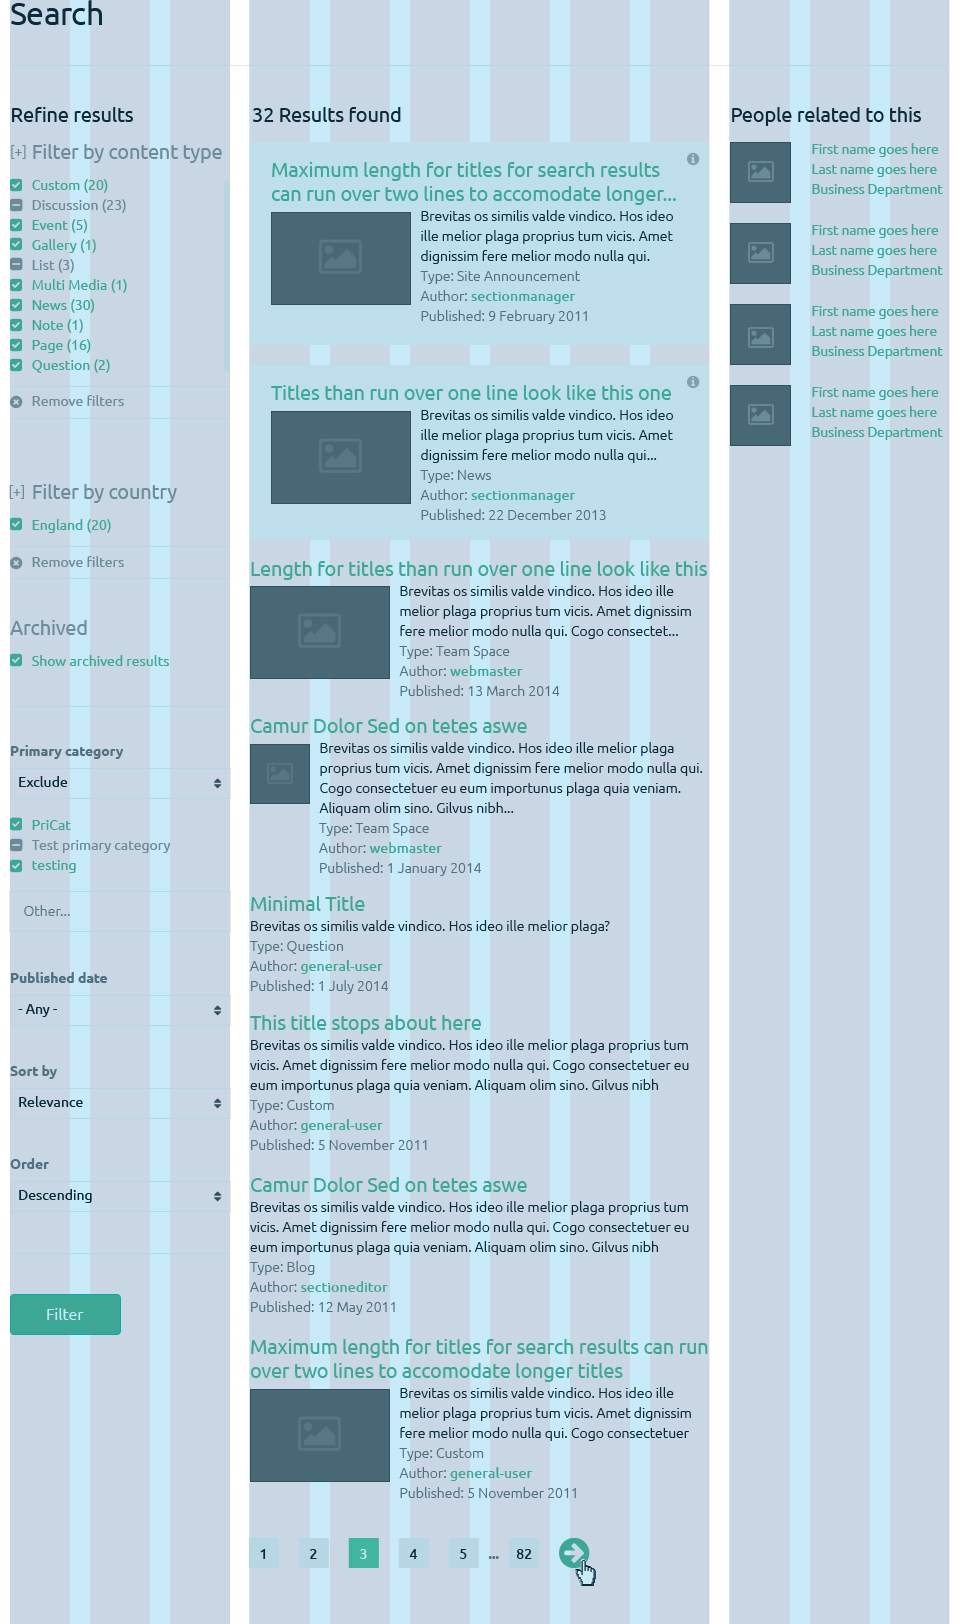 Search
Refine results
[+] Filter by content type
Custom (20)
Discussion (23)
Event (5)
Gallery (1)
List (3)
Multi Media (1)
News (30)
Note (1)
Page (16)
Question (2)
Remove filters
[+] Filter by country
England (20)
Remove filters
Archived
Show archived results
Primary category
Exclude
PriCat
Test primary category
testing
Other...
Published date
- Any -
Sort by
Relevance
Order
Descending
Filter
32 Results found
Maximum length for titles for search results
can run over two lines to accomodate longer...
Brevitas os similis valde vindico. Hos ideo
ille melior plaga proprius tum vicis. Amet
dignissim fere melior modo nulla qui.
Type: Site Announcement
Author: sectionmanager
Published: 9 February 2011
Titles than run over one line look like this one
Brevitas os similis valde vindico. Hos ideo
ille melior plaga proprius tum vicis. Amet
dignissim fere melior modo nulla qui...
Type: News
Author: sectionmanager
Published: 22 December 2013
Length for titles than run over one line look like this
Brevitas os similis valde vindico. Hos ideo ille
melior plaga proprius tum vicis. Amet dignissim
fere melior modo nulla qui. Cogo consectet...
Type: Team Space
Author: webmaster
Published: 13 March 2014
Camur Dolor Sed on tetes aswe
Brevitas os similis valde vindico. Hos ideo ille melior plaga
proprius tum vicis. Amet dignissim fere melior modo nulla qui.
Cogo consectetuer eu eum importunus plaga quia veniam.
Aliquam olim sino. Gilvus nibh...
Type: Team Space
Author: webmaster
Published: 1 January 2014
Minimal Title
Brevitas os similis valde vindico. Hos ideo ille melior plaga?
Type: Question
Author: general-user
Published: 1 July 2014
This title stops about here
Brevitas os similis valde vindico. Hos ideo ille melior plaga proprius tum
vicis. Amet dignissim fere melior modo nulla qui. Cogo consectetuer eu
eum importunus plaga quia veniam. Aliquam olim sino. Gilvus nibh
Type: Custom
Author: general-user
Published: 5 November 2011
Camur Dolor Sed on tetes aswe
Brevitas os similis valde vindico. Hos ideo ille melior plaga proprius tum
vicis. Amet dignissim fere melior modo nulla qui. Cogo consectetuer eu
eum importunus plaga quia veniam. Aliquam olim sino. Gilvus nibh
Type: Blog
Author: sectioneditor
Published: 12 May 2011
Maximum length for titles for search results can run
over two lines to accomodate longer titles
Brevitas os similis valde vindico. Hos ideo ille
melior plaga proprius tum vicis. Amet dignissim
fere melior modo nulla qui. Cogo consectetuer
Type: Custom
Author: general-user
Published: 5 November 2011
1 2 3 4 5 ... 82
People related to this
First name goes here
Last name goes here
Business Department
First name goes here
Last name goes here
Business Department
First name goes here
Last name goes here
Business Department
First name goes here
Last name goes here
Business Department